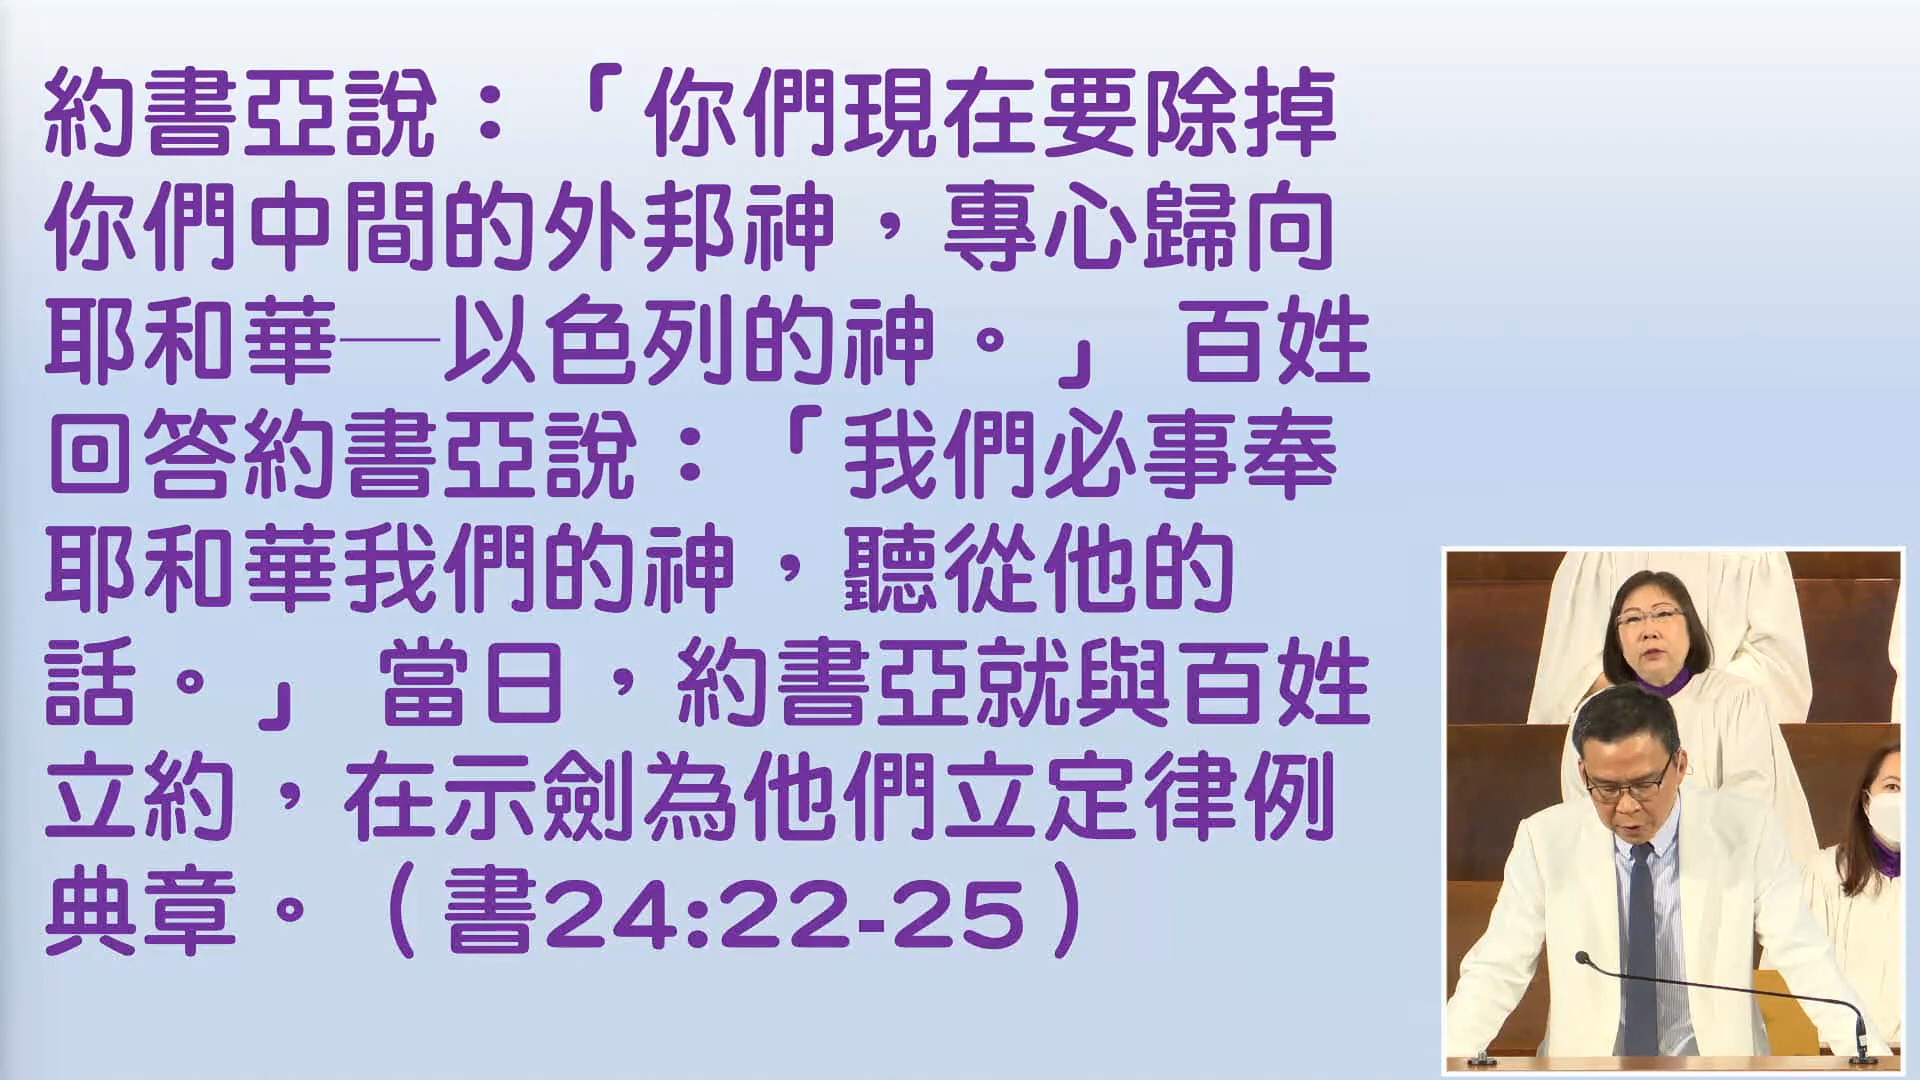 約書亞說：「你們現在要除掉
你們中間的外邦神，專心歸向
耶和華─以色列的神。」 百姓
回答約書亞說：「我們必事奉
耶和華我們的神，聽從他的
話。」 當日，約書亞就與百姓
立約，在示劍為他們立定律例
典章。（書24:22-25）